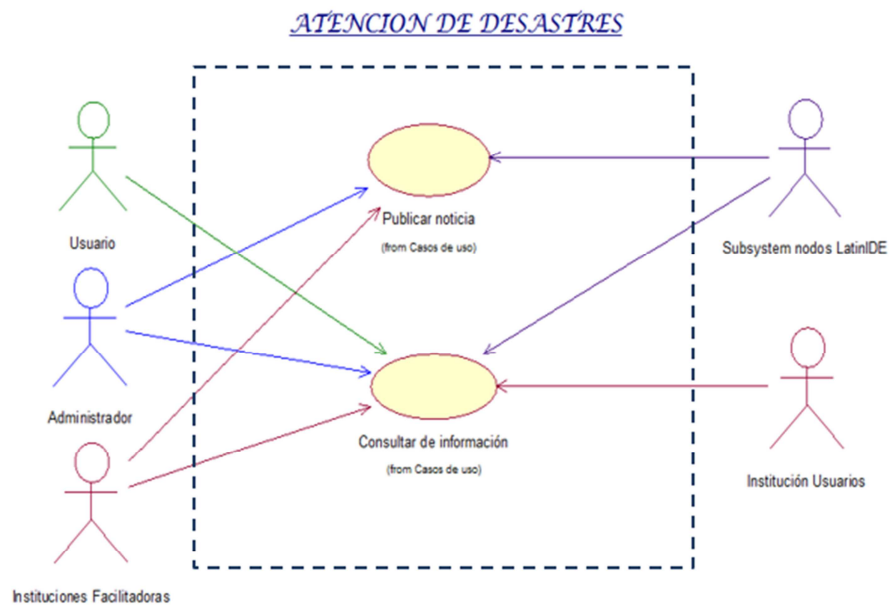 ATENCION DE DESASTRES
Usuario
Publicar noticia
(from Casos de uso)
Subsystem nodos LatinIDE
Administrador
Consultar de información
(from Casos de uso)
Institución Usuarios
Instituciones Facilitadoras